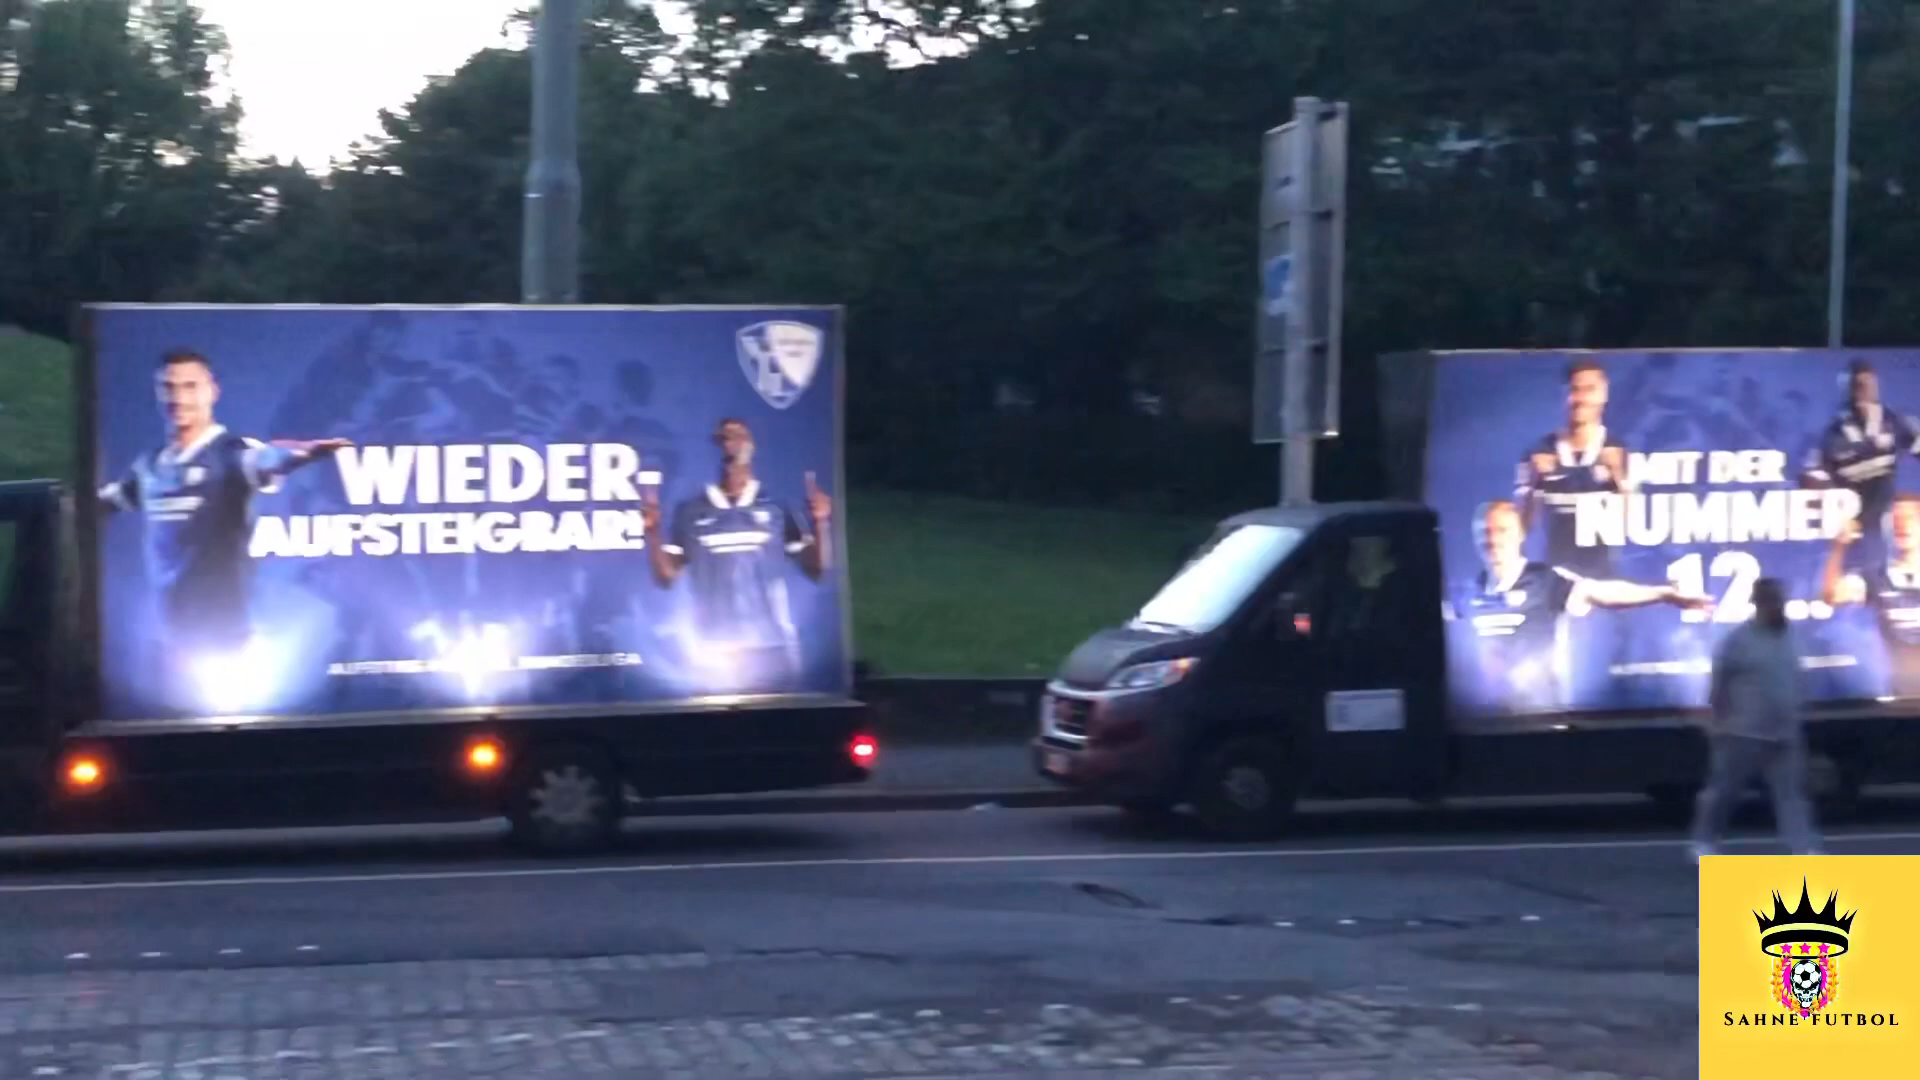 WIEDER-
AUFSTEIGBAR!
MIT DER
NUMMER
12...
SAHNE FUTBOL